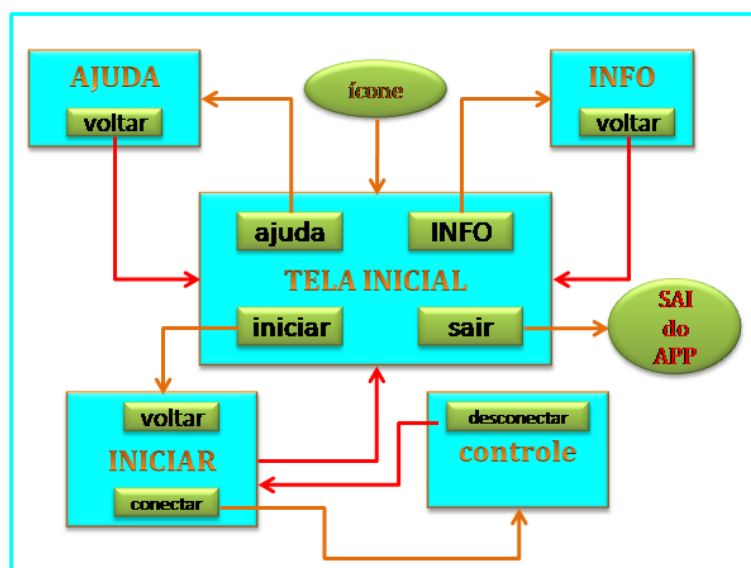 AJUDA
voltar
ícone
INFO
voltar
ajuda
INFO
TELA INICIAL
iniciar
sair
SAI
do
APP
voltar
INICIAR
conectar
desconectar
controle